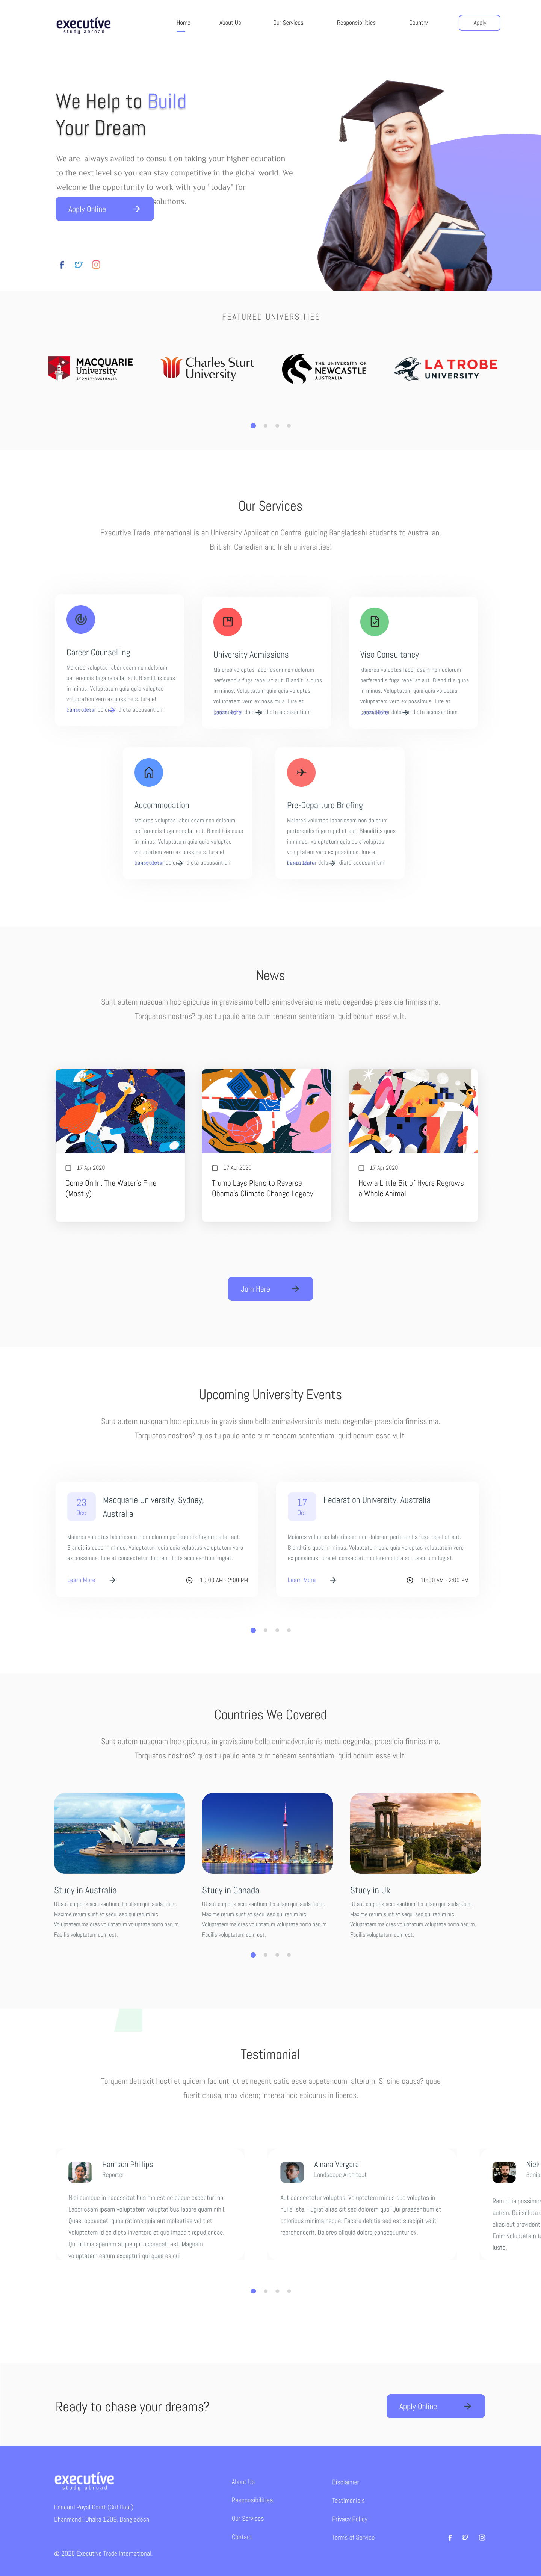 executive
study abroad
Home About Us Our Services Responsibilities Country Apply
We Help to Build
Your Dream
We are always availed to consult on taking your higher education
to the next level so you can stay competitive in the global world. We
welcome the opportunity to work with you "today" for
solutions.
Apply Online
FEATURED UNIVERSITIES
MACQUARIE
University
SYDNEY·AUSTRALIA
Charles Sturt
University
THE UNIVERSITY OF
NEWCASTLE
AUSTRALIA
LA TROBE
UNIVERSITY
Our Services
Executive Trade International is an University Application Centre, guiding Bangladeshi students to Australian,
British, Canadian and Irish universities!
Career Counselling
Maiores voluptas laboriosam non dolorum
perferendis fuga repellat aut. Blanditiis quos
in minus. Voluptatum quia quia voluptas
voluptatem vero ex possimus. Iure et
dicta accusantium
University Admissions
Maiores voluptas laboriosam non dolorum
perferendis fuga repellat aut. Blanditiis quos
in minus. Voluptatum quia quia voluptas
voluptatem vero ex possimus. Iure et
dicta accusantium
Visa Consultancy
Maiores voluptas laboriosam non dolorum
perferendis fuga repellat aut. Blanditiis quos
in minus. Voluptatum quia quia voluptas
voluptatem vero ex possimus. Iure et
dicta accusantium
Accommodation
Maiores voluptas laboriosam non dolorum
perferendis fuga repellat aut. Blanditiis quos
in minus. Voluptatum quia quia voluptas
voluptatem vero ex possimus. Iure et
dicta accusantium
Pre-Departure Briefing
Maiores voluptas laboriosam non dolorum
perferendis fuga repellat aut. Blanditiis quos
in minus. Voluptatum quia quia voluptas
voluptatem vero ex possimus. Iure et
dicta accusantium
News
Sunt autem nusquam hoc epicurus in gravissimo bello animadversionis metu degendae praesidia firmissima.
Torquatos nostros? quos tu paulo ante cum teneam sententiam, quid bonum esse vult.
17 Apr 2020
Come On In. The Water's Fine
(Mostly).
17 Apr 2020
Trump Lays Plans to Reverse
Obama's Climate Change Legacy
17 Apr 2020
How a Little Bit of Hydra Regrows
a Whole Animal
Join Here
Upcoming University Events
Sunt autem nusquam hoc epicurus in gravissimo bello animadversionis metu degendae praesidia firmissima.
Torquatos nostros? quos tu paulo ante cum teneam sententiam, quid bonum esse vult.
23
Dec
Macquarie University, Sydney,
Australia
Maiores voluptas laboriosam non dolorum perferendis fuga repellat aut.
Blanditiis quos in minus. Voluptatum quia quia voluptas voluptatem vero
ex possimus. Iure et consectetur dolorem dicta accusantium fugiat.
Learn More 10:00 AM - 2:00 PM
17
Oct
Federation University, Australia
Maiores voluptas laboriosam non dolorum perferendis fuga repellat aut.
Blanditiis quos in minus. Voluptatum quia quia voluptas voluptatem vero
ex possimus. Iure et consectetur dolorem dicta accusantium fugiat.
Learn More 10:00 AM - 2:00 PM
Countries We Covered
Sunt autem nusquam hoc epicurus in gravissimo bello animadversionis metu degendae praesidia firmissima.
Torquatos nostros? quos tu paulo ante cum teneam sententiam, quid bonum esse vult.
Study in Australia
Ut aut corporis accusantium illo ullam qui laudantium.
Maxime rerum sunt et sequi sed qui rerum hic.
Voluptatem maiores voluptatum voluptate porro harum.
Facilis voluptatum eum est.
Study in Canada
Ut aut corporis accusantium illo ullam qui laudantium.
Maxime rerum sunt et sequi sed qui rerum hic.
Voluptatem maiores voluptatum voluptate porro harum.
Facilis voluptatum eum est.
Study in Uk
Ut aut corporis accusantium illo ullam qui laudantium.
Maxime rerum sunt et sequi sed qui rerum hic.
Voluptatem maiores voluptatum voluptate porro harum.
Facilis voluptatum eum est.
Testimonial
Torquem detraxit hosti et quidem faciunt, ut et negent satis esse appetendum, alterum. Si sine causa? quae
fuerit causa, mox videro; interea hoc epicurus in liberos.
Harrison Phillips
Reporter
Nisi cumque in necessitatibus molestiae eaque excepturi ab.
Laboriosam ipsam voluptatem voluptatibus labore quam nihil.
Quasi occaecati quos ratione quia aut molestiae velit et.
Voluptatem id ea dicta inventore et quo impedit repudiandae.
Qui officia aperiam atque qui occaecati est. Magnam
voluptatem earum excepturi qui quae ea qui.
Ainara Vergara
Landscape Architect
Aut consectetur voluptas. Voluptatem minus quo voluptas in
nulla iste. Fugiat alias sit sed dolorem quo. Qui praesentium et
doloribus minima neque. Facere debitis sed est suscipit velit
reprehenderit. Dolores aliquid dolore consequuntur ex.
Niek
Senio
Rem quia possimus
autem. Qui soluta
alias aut provident
Enim voluptatem fu
iusto.
Ready to chase your dreams?
Apply Online
executive
study abroad
Concord Royal Court (3rd floor)
Dhanmondi, Dhaka 1209, Bangladesh.
© 2020 Executive Trade International
About Us
Responsibilities
Our Services
Contact
Disclaimer
Testimonials
Privacy Policy
Terms of Service